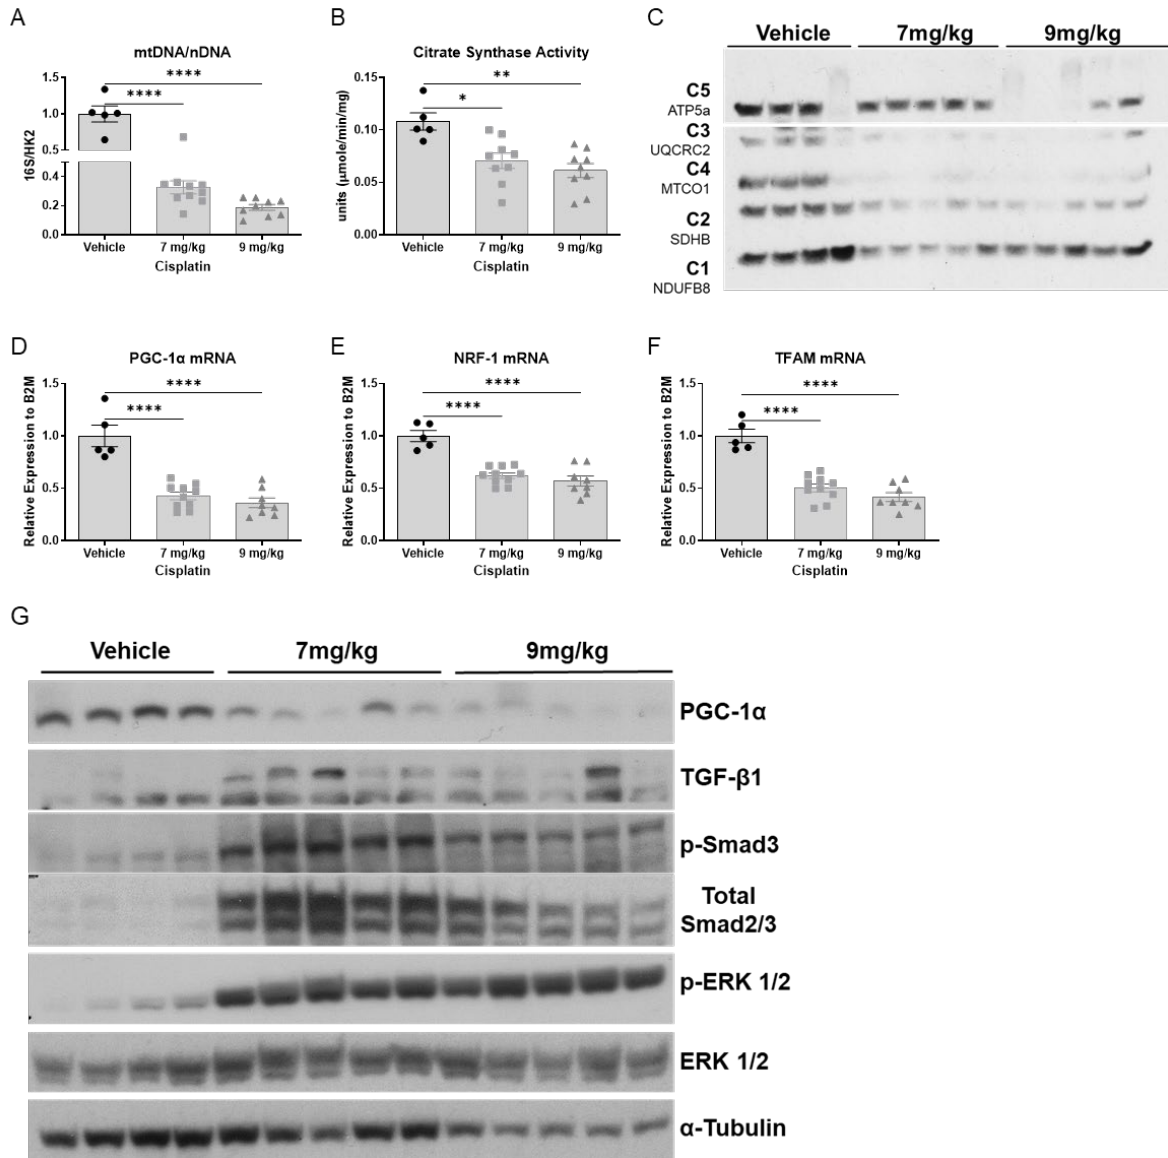 A
mtDNA/nDNA
16S/HK2
1.5
1.0
0.5
0.4
0.2
0.0
****
****
Vehicle
7 mg/kg
9 mg/kg
Cisplatin
B
Citrate Synthase Activity
units (µmole/min/mg)
0.15
0.10
0.05
0.00
**
*
Vehicle
7 mg/kg
9 mg/kg
Cisplatin
C
Vehicle
7mg/kg
9mg/kg
C5
ATP5a
C3
UQCRC2
C4
MTCO1
C2
SDHB
C1
NDUFB8
D
PGC-1α mRNA
Relative Expression to B2M
1.5
1.0
0.5
0.0
****
****
Vehicle
7 mg/kg
9 mg/kg
Cisplatin
E
NRF-1 mRNA
Relative Expression to B2M
1.5
1.0
0.5
0.0
****
****
Vehicle
7 mg/kg
9 mg/kg
Cisplatin
F
TFAM mRNA
Relative Expression to B2M
1.5
1.0
0.5
0.0
****
****
Vehicle
7 mg/kg
9 mg/kg
Cisplatin
G
Vehicle
7mg/kg
9mg/kg
PGC-1α
TGF-β1
p-Smad3
Total
Smad2/3
p-ERK 1/2
ERK 1/2
α-Tubulin